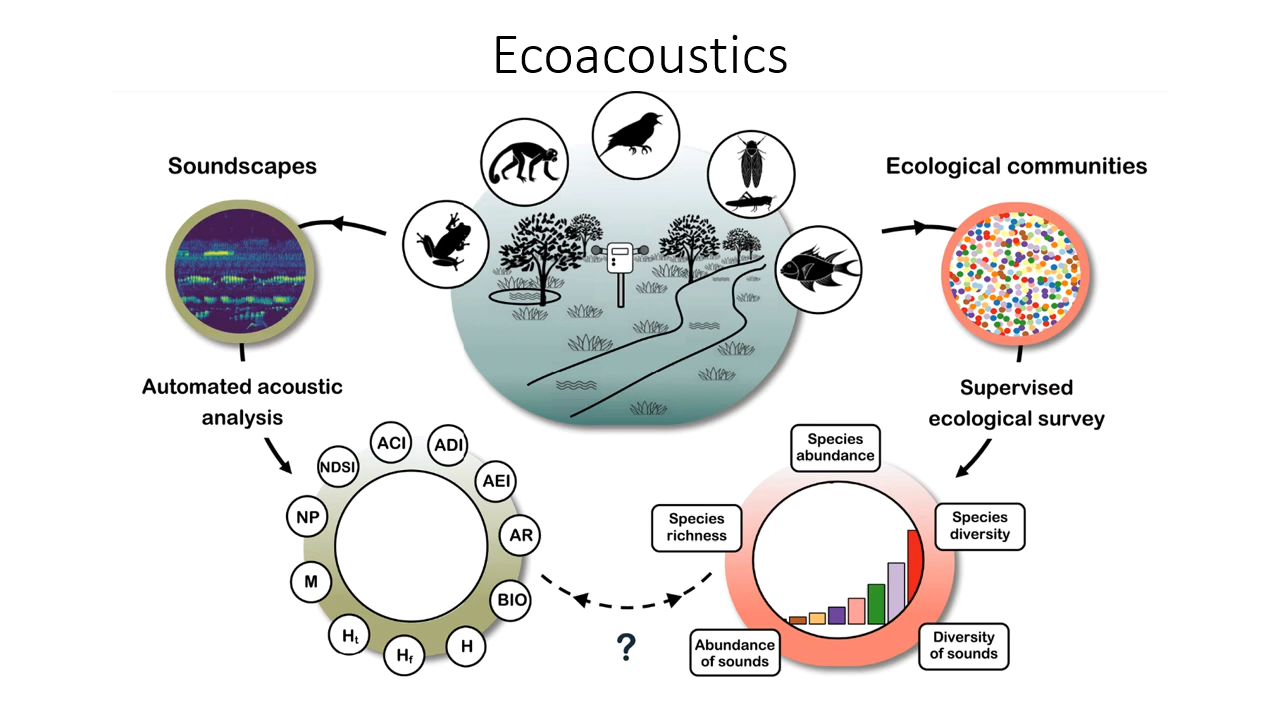 Ecoacoustics
Soundscapes
Ecological communities
Automated acoustic
analysis
Supervised
ecological survey
ACI
ADI
NDSI
AEI
NP
AR
M
BIO
Ht
Hf
H
?
Species
abundance
Species
richness
Species
diversity
Abundance
of sounds
Diversity
of sounds